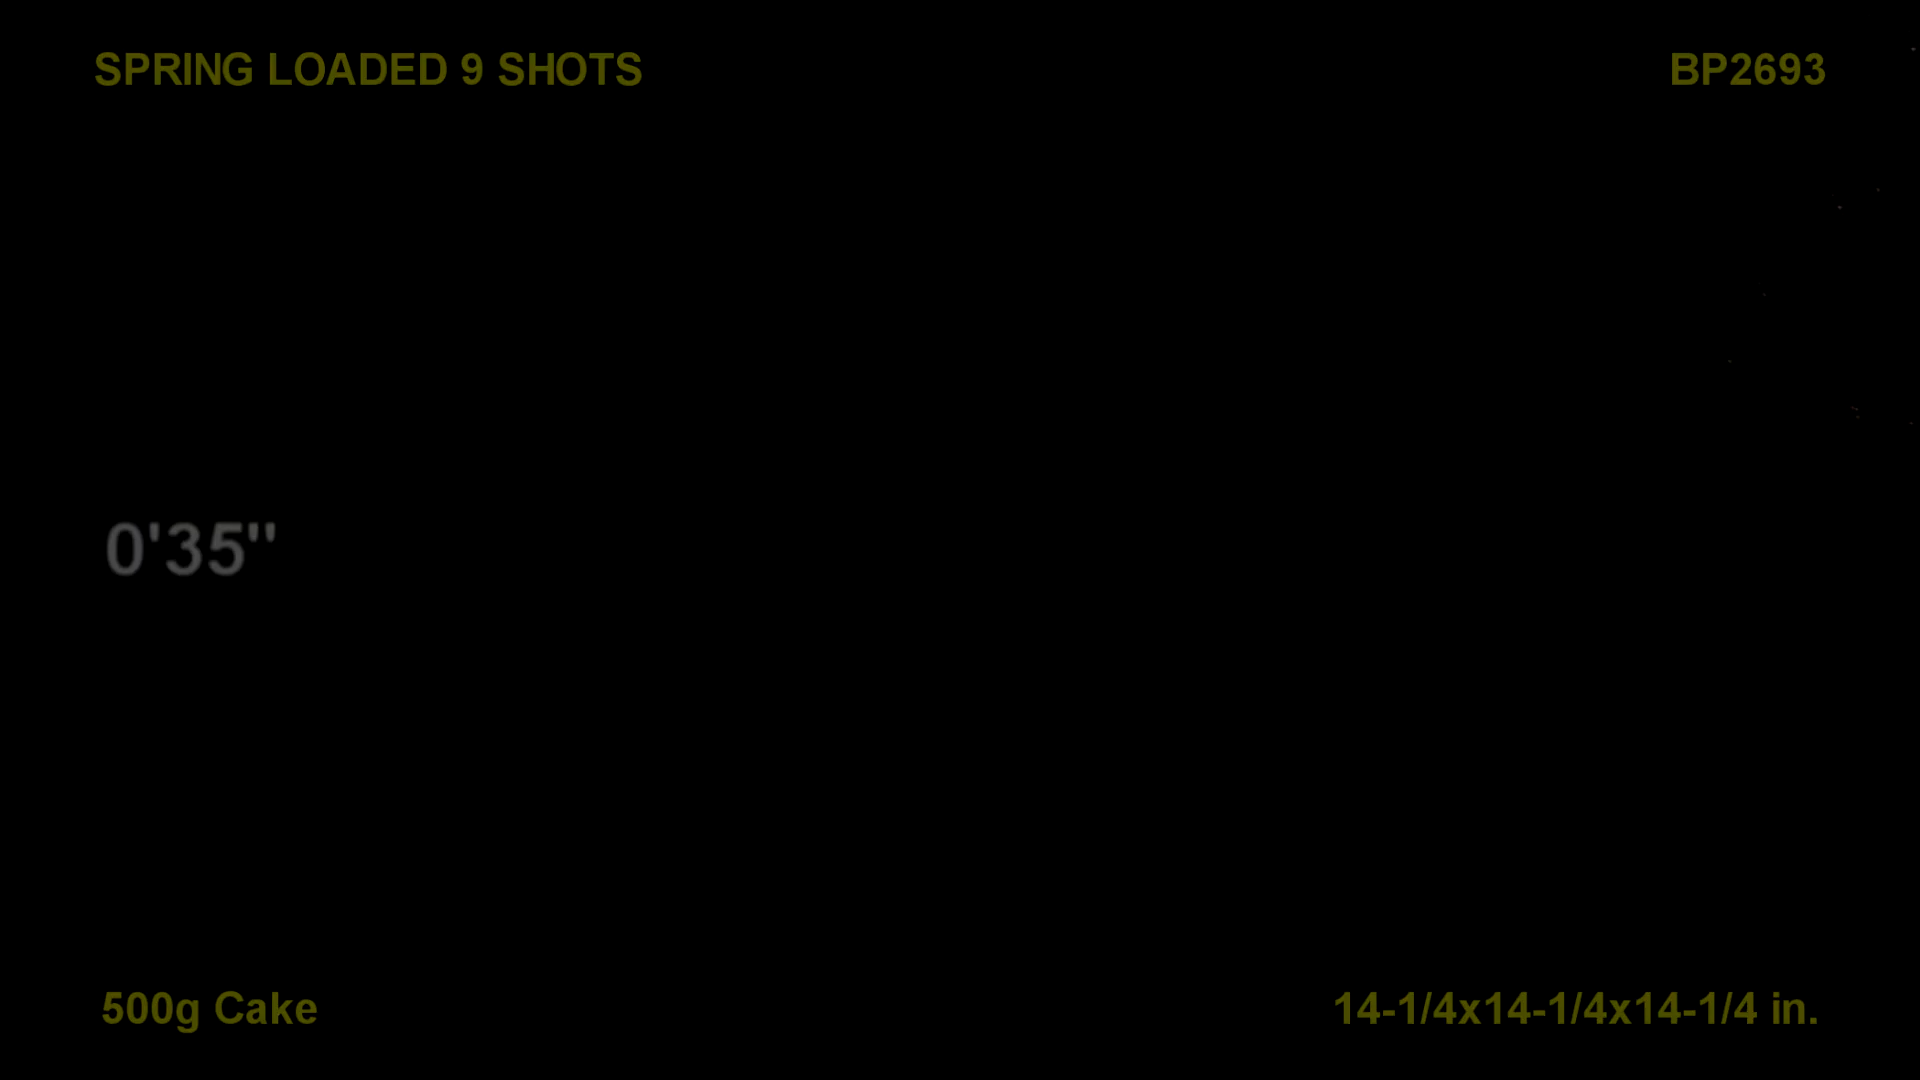 SPRING LOADED 9 SHOTS
BP2693
0'35"
500g Cake
14-1/4x14-1/4x14-1/4 in.